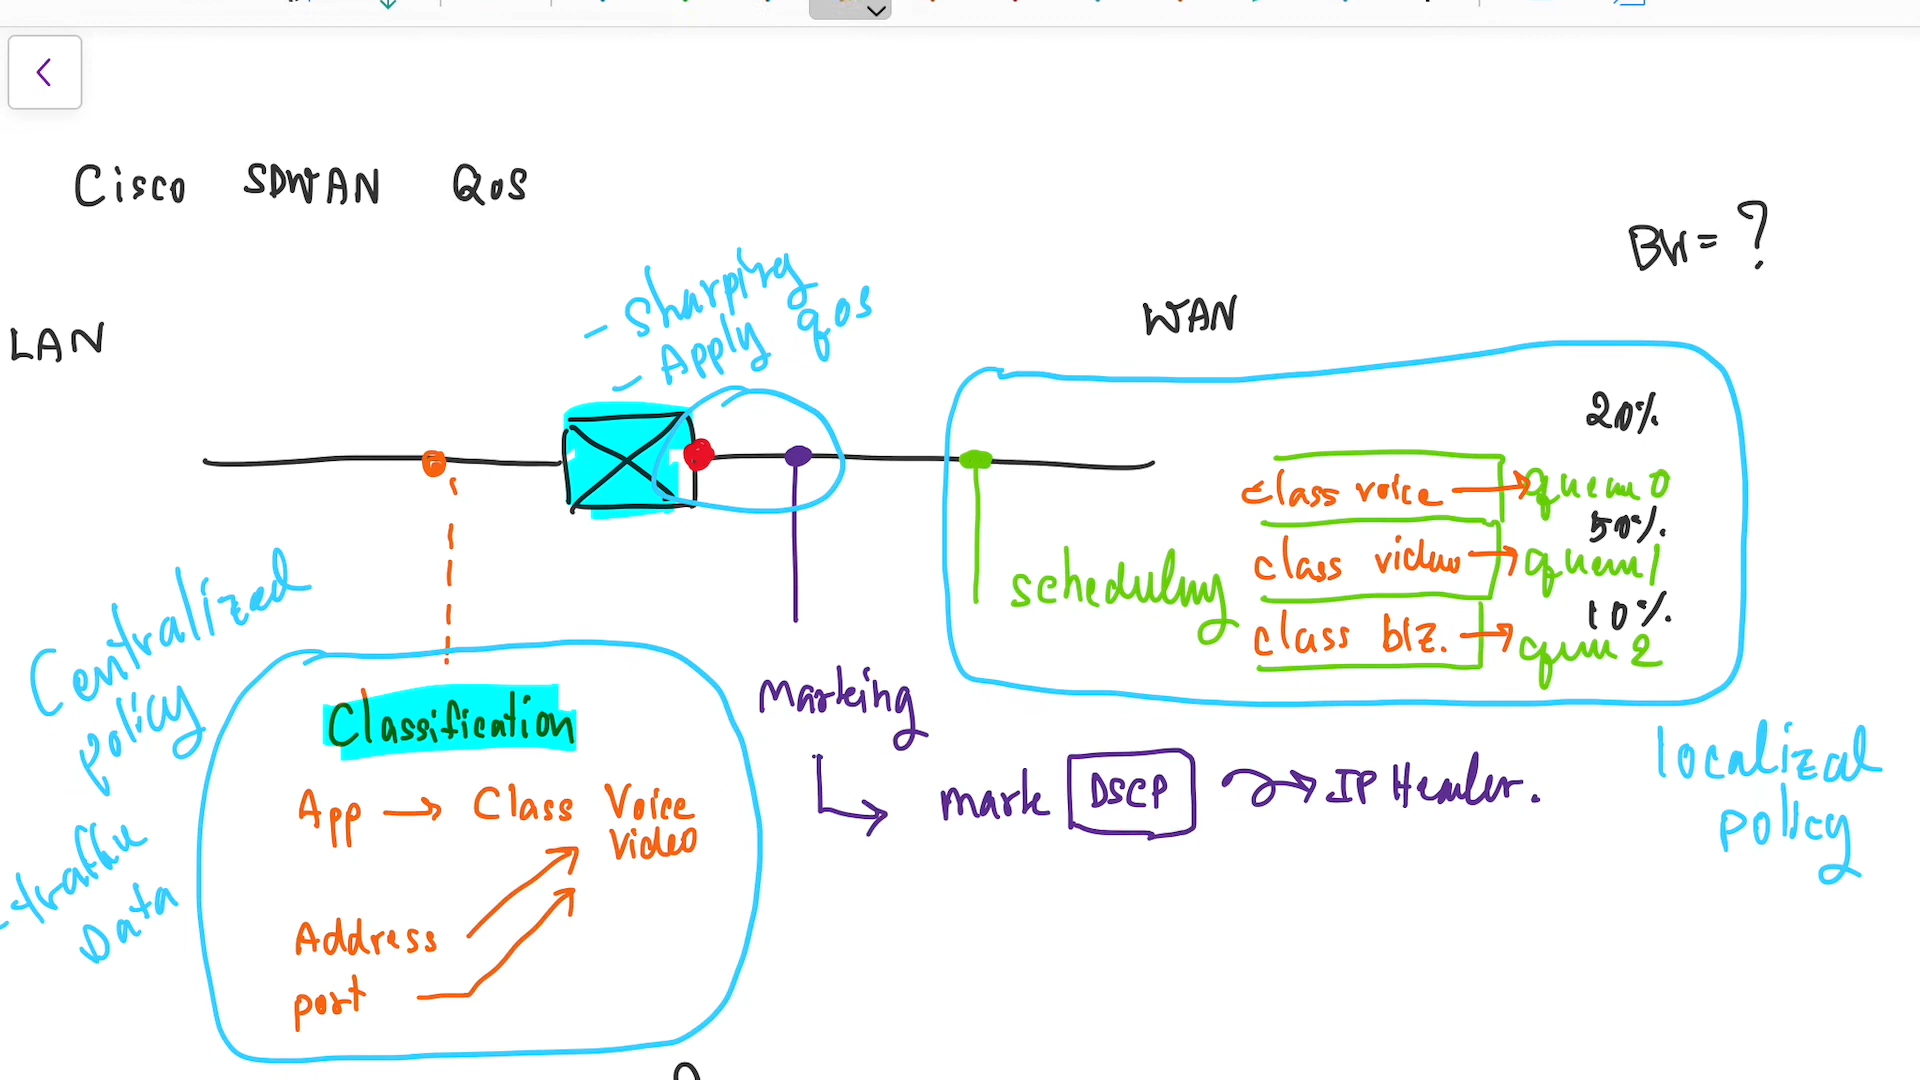 Cisco SDWAN QoS
BW = ?
LAN
- Sharping
- Apply qos
WAN
20%
class voice → queue 0
50%
class video → queue 1
10%
class biz. → queue 2
scheduling
Centralized
policy
- traffic
Data
Classification
App → Class Voice
Video
Address
port
Marking
mark DSCP → IP Header.
localized
policy